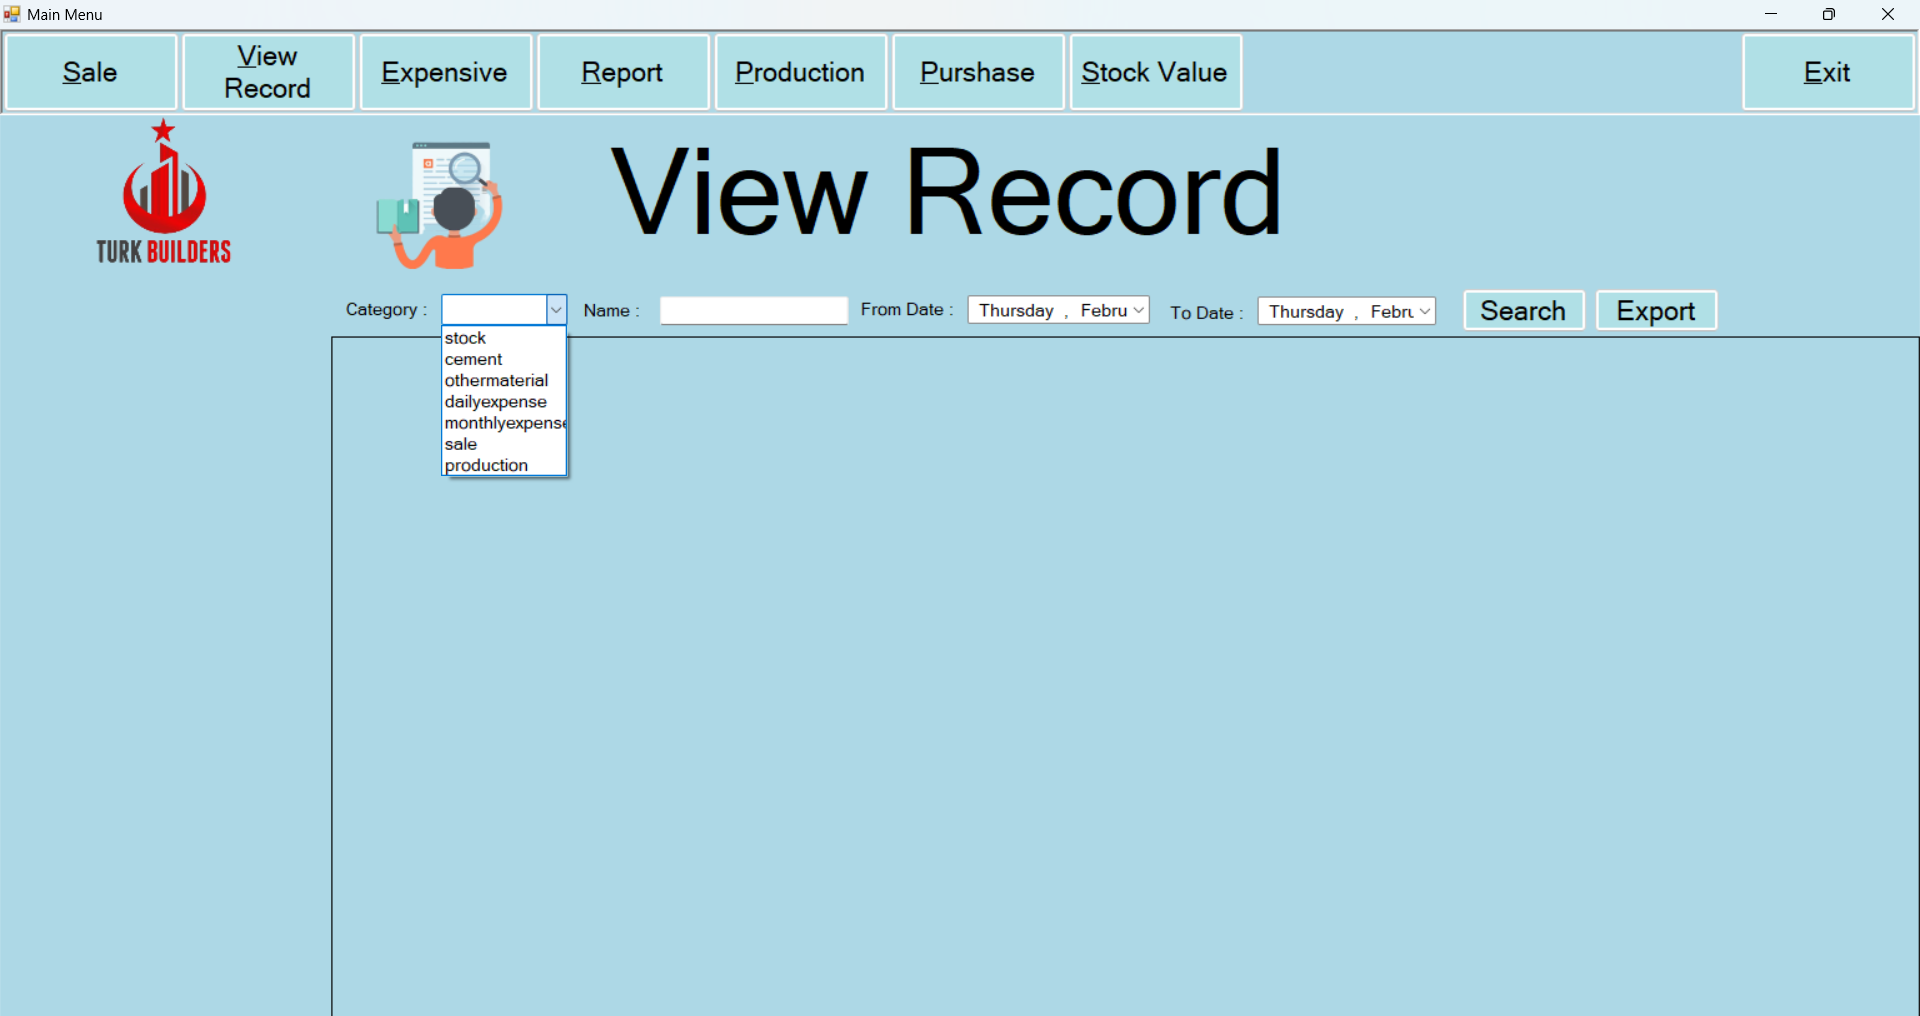 Main Menu
Sale
View
Record
Expensive
Report
Production
Purshase
Stock Value
Exit
TURK BUILDERS
View Record
Category :
Name :
From Date :
Thursday , Febru
To Date :
Thursday , Febru
Search
Export
stock
cement
othermaterial
dailyexpense
monthlyexpense
sale
production